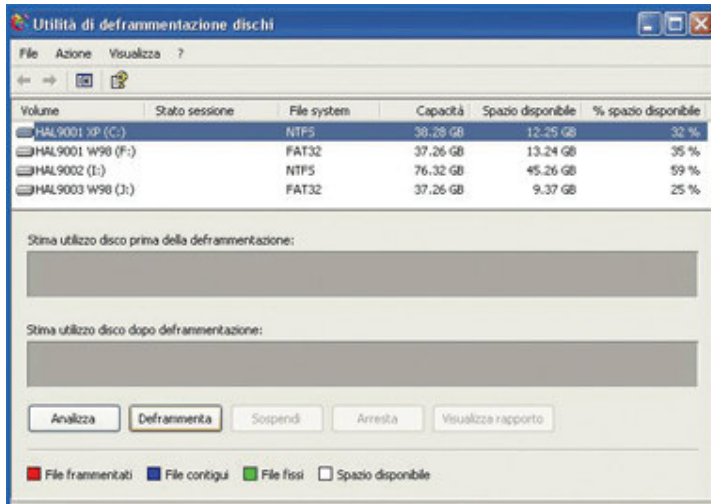 Utilità di deframmentazione dischi
File Azione Visualizza ?
Volume Stato sessione File system Capacità Spazio disponibile % spazio disponibile
HAL9001 XP (C:) NTFS 38.28 GB 12.25 GB 32 %
HAL9001 W98 (F:) FAT32 37.26 GB 13.24 GB 35 %
HAL9002 (I:) NTFS 76.32 GB 45.26 GB 59 %
HAL9003 W98 (J:) FAT32 37.26 GB 9.37 GB 25 %
Stima utilizzo disco prima della deframmentazione:
Stima utilizzo disco dopo deframmentazione:
Analizza Deframmenta Sospendi Arresta Visualizza rapporto
File frammentati File contigui File fissi Spazio disponibile